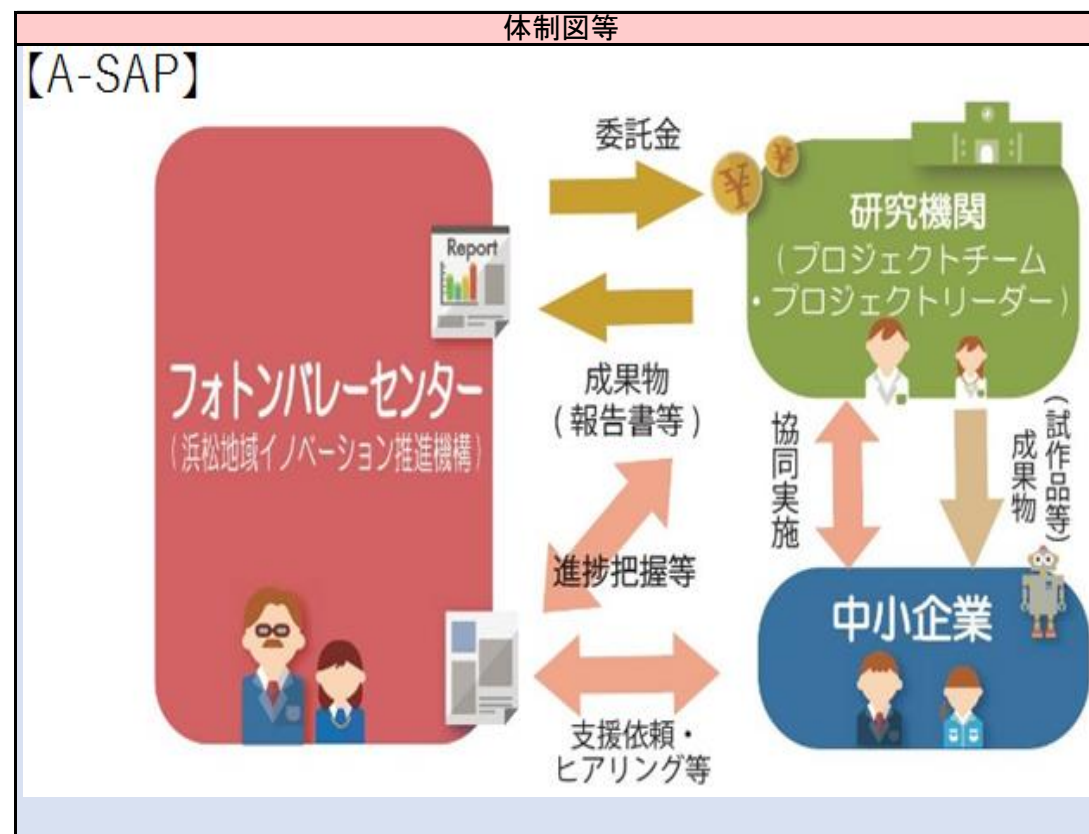 体制図等
【A-SAP】
委託金
Report
研究機関
(プロジェクトチーム
・プロジェクトリーダー)
成果物
(報告書等)
フォトンバレーセンター
(浜松地域イノベーション推進機構)
協同実施
成果物
(試作品等)
進捗把握等
中小企業
支援依頼・
ヒアリング等